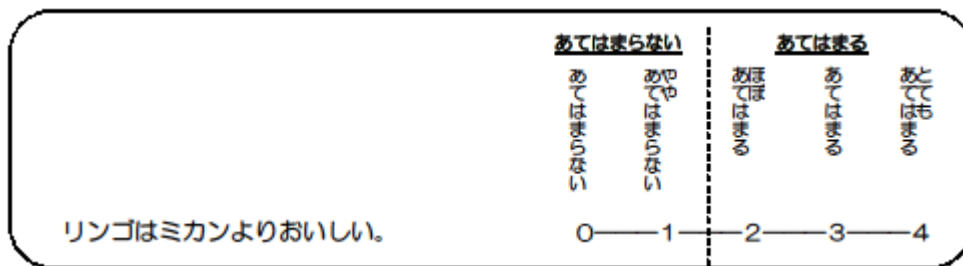 あてはまらない
あてはまる
あてはまらない
ややあてはまらない
ほぼあてはまる
あてはまる
とてもあてはまる
リンゴはミカンよりおいしい。
0 1 2 3 4